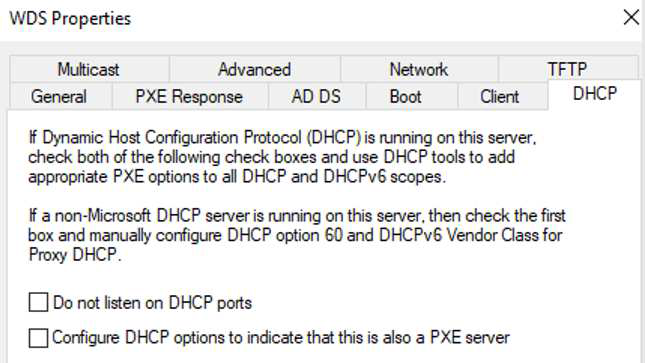 WDS Properties
Multicast
Advanced
Network
TFTP
General
PXE Response
AD DS
Boot
Client
DHCP
If Dynamic Host Configuration Protocol (DHCP) is running on this server,
check both of the following check boxes and use DHCP tools to add
appropriate PXE options to all DHCP and DHCPv6 scopes.
If a non-Microsoft DHCP server is running on this server, then check the first
box and manually configure DHCP option 60 and DHCPv6 Vendor Class for
Proxy DHCP.
Do not listen on DHCP ports
Configure DHCP options to indicate that this is also a PXE server